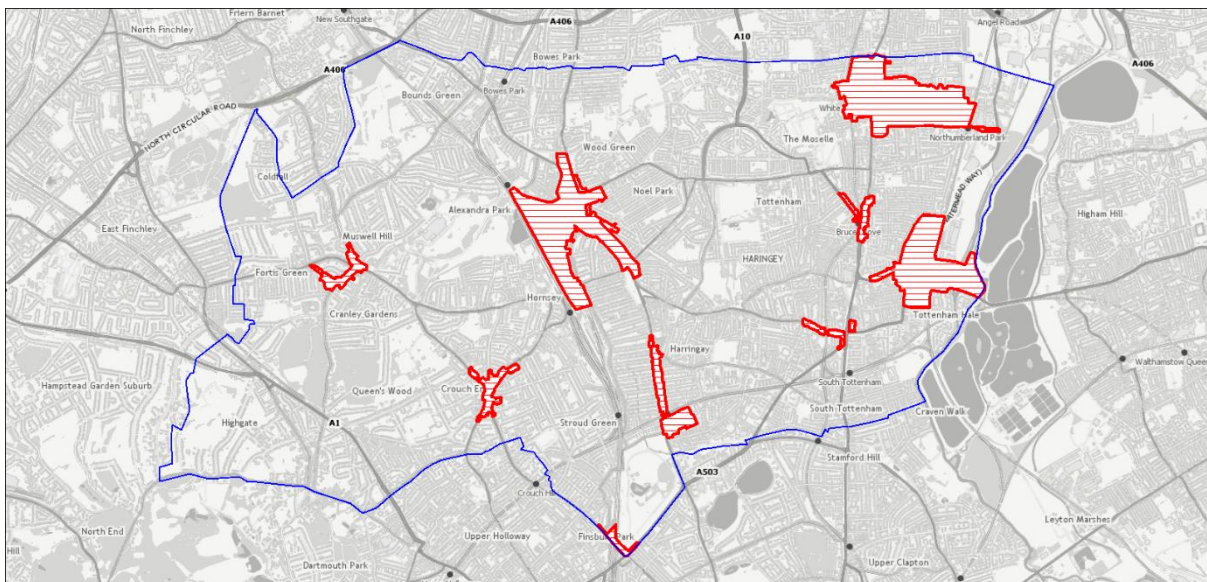 Friern Barnet
New Southgate
A406
Angel Road
North Finchley
A10
Bowes Park
A406
A406
Bounds Green
Bowes Park
White
NORTH CIRCULAR ROAD
The Moselle
Northumberland Park
Wood Green
Coldfall
Noel Park
Tottenham
Alexandra Park
WATERMEAD WAY)
Higham Hill
East Finchley
Muswell Hill
Bruce Grove
HARINGEY
Fortis Green
Hornsey
Cranley Gardens
Tottenham Hale
Harringay
Walthamstow Queen
Hampstead Garden Suburb
Queen's Wood
Crouch En
South Tottenham
South Tottenham
Craven Walk
Highgate
A1
Stroud Green
Stamford Hill
A503
Crouch Hil
North End
Upper Holloway
Finsbury Park
Leyton Marshes
Hill
Dartmouth Park
Upper Clapton